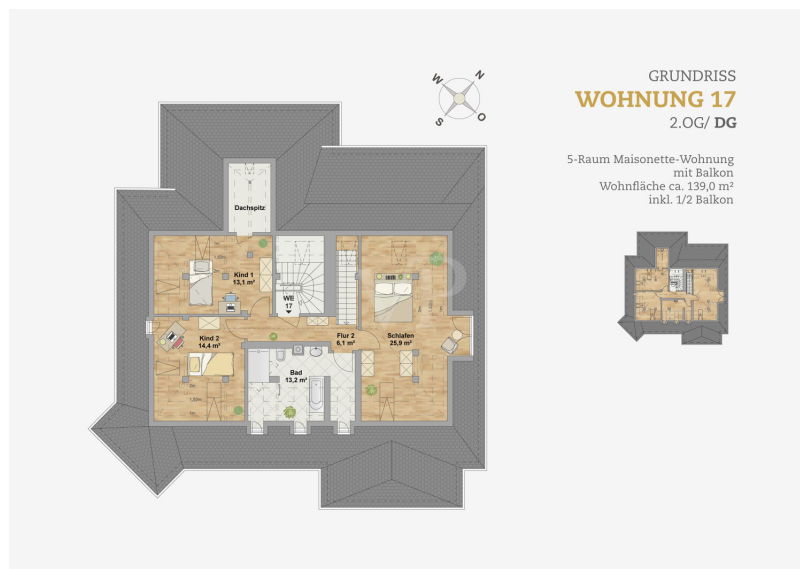 GRUNDRISS
WOHNUNG 17
2.OG/ DG
5-Raum Maisonette-Wohnung
mit Balkon
Wohnfläche ca. 139,0 m²
inkl. 1/2 Balkon
N
W
O
S
Dachspitz
Kind 1
13,1 m²
WE
17
Kind 2
14,4 m²
Flur 2
6,1 m²
Schlafen
25,9 m²
Bad
13,2 m²